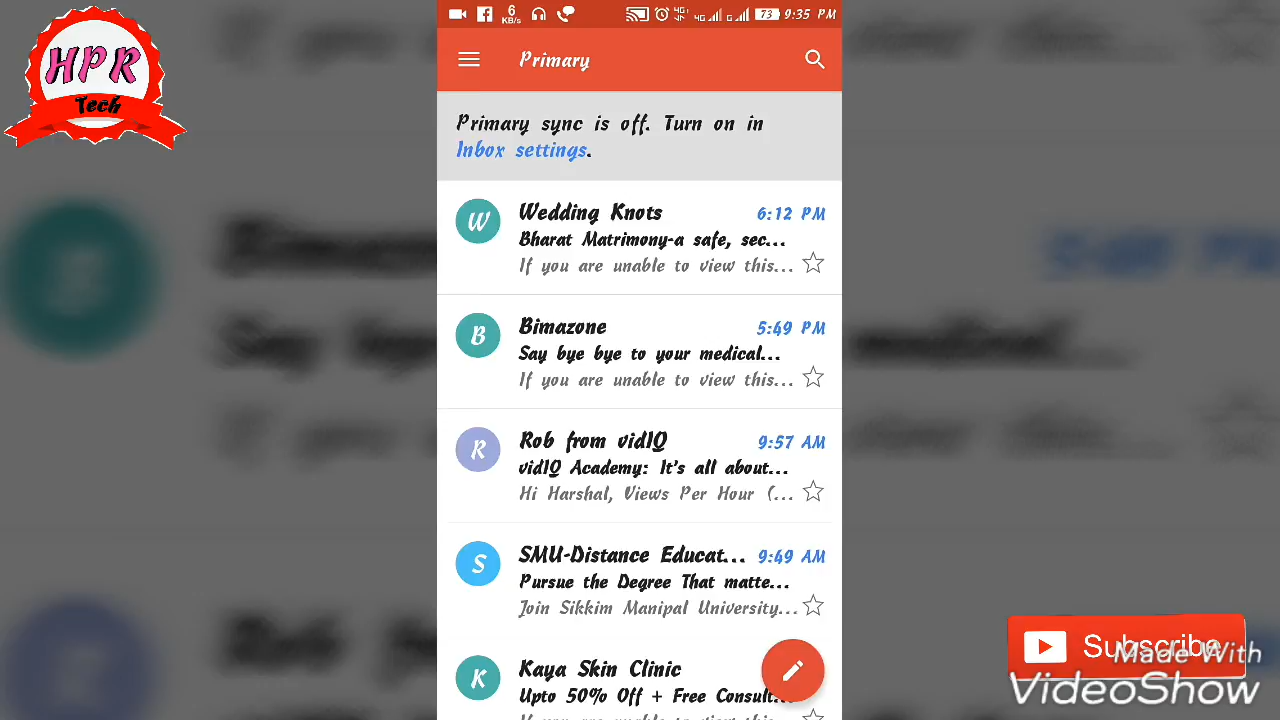 HPR
Tech
6
KB/s
4G
4G
G
73
9:35 PM
Primary
Primary sync is off. Turn on in
Inbox settings.
W
Wedding Knots
6:12 PM
Bharat Matrimony-a safe, sec...
If you are unable to view this...
B
Bimazone
5:49 PM
Say bye bye to your medical...
If you are unable to view this...
R
Rob from vidIQ
9:57 AM
vidIQ Academy: It's all about...
Hi Harshal, Views Per Hour (...
S
SMU-Distance Educat...
9:49 AM
Pursue the Degree That matte...
Join Sikkim Manipal University...
K
Kaya Skin Clinic
Upto 50% Off + Free Consult...
Subscribe
Made With
VideoShow